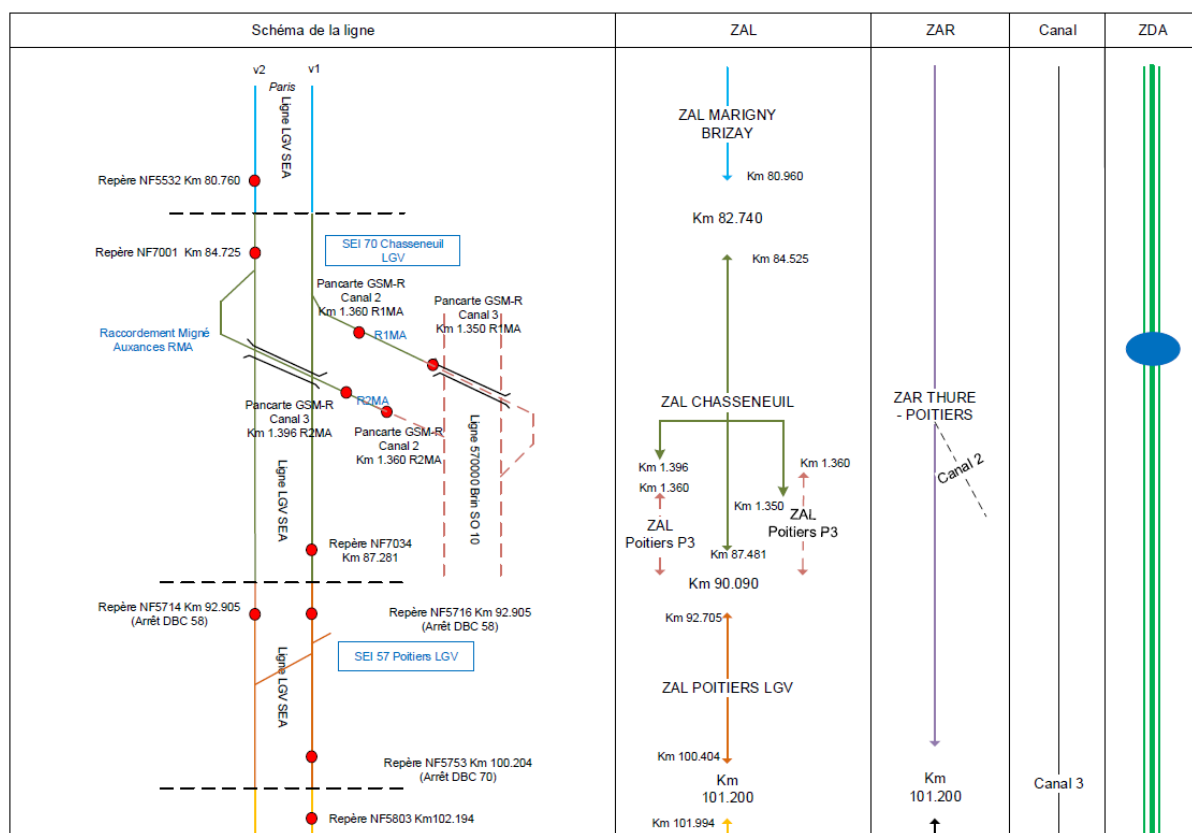 Schéma de la ligne
ZAL
ZAR
Canal
ZDA
v2
v1
Paris
Ligne LGV SEA
ZAL MARIGNY
BRIZAY
Repère NF5532 Km 80.760
Km 80.960
Km 82.740
Repère NF7001 Km 84.725
SEI 70 Chasseneuil
LGV
Km 84.525
Pancarte GSM-R
Canal 2
Km 1.360 R1MA
Pancarte GSM-R
Canal 3
Km 1.350 R1MA
Raccordement Migné
Auxances RMA
R1MA
R2MA
Pancarte GSM-R
Canal 3
Km 1.396 R2MA
Pancarte GSM-R
Canal 2
Km 1.360 R2MA
ZAL CHASSENEUIL
ZAR THURE
- POITIERS
Canal 2
Ligne LGV SEA
Ligne 570000 Brin SO 10
Km 1.396
Km 1.360
Km 1.360
Km 1.350
ZAL
Poitiers P3
ZAL
Poitiers P3
Repère NF7034
Km 87.281
Km 87.481
Km 90.090
Repère NF5714 Km 92.905
(Arrêt DBC 58)
Repère NF5716 Km 92.905
(Arrêt DBC 58)
Km 92.705
Ligne LGV SEA
SEI 57 Poitiers LGV
ZAL POITIERS LGV
Repère NF5753 Km 100.204
(Arrêt DBC 70)
Km 100.404
Km
101.200
Km
101.200
Canal 3
Repère NF5803 Km102.194
Km 101.994